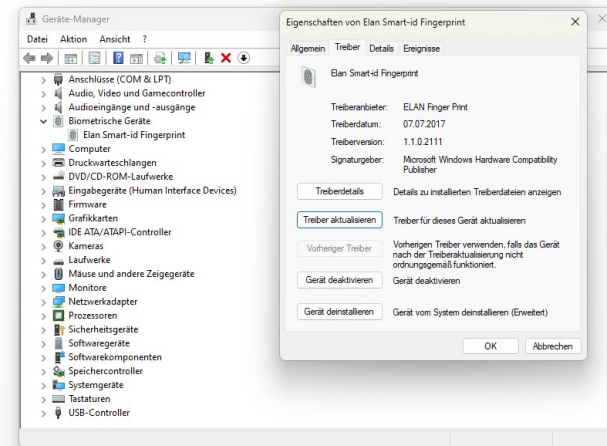 Geräte-Manager
Datei Aktion Ansicht ?
Anschlüsse (COM & LPT)
Audio, Video und Gamecontroller
Audioeingänge und -ausgänge
Biometrische Geräte
Elan Smart-id Fingerprint
Computer
Druckwarteschlangen
DVD/CD-ROM-Laufwerke
Eingabegeräte (Human Interface Devices)
Firmware
Grafikkarten
IDE ATA/ATAPI-Controller
Kameras
Laufwerke
Mäuse und andere Zeigegeräte
Monitore
Netzwerkadapter
Prozessoren
Sicherheitsgeräte
Softwaregeräte
Softwarekomponenten
Speichercontroller
Systemgeräte
Tastaturen
USB-Controller
Eigenschaften von Elan Smart-id Fingerprint
Allgemein Treiber Details Ereignisse
Elan Smart-id Fingerprint
Treiberanbieter: ELAN Finger Print
Treiberdatum: 07.07.2017
Treiberversion: 1.1.0.2111
Signaturgeber: Microsoft Windows Hardware Compatibility
Publisher
Treiberdetails Details zu installierten Treiberdateien anzeigen
Treiber aktualisieren Treiber für dieses Gerät aktualisieren
Vorheriger Treiber Vorherigen Treiber verwenden, falls das Gerät
nach der Treiberaktualisierung nicht
ordnungsgemäß funktioniert.
Gerät deaktivieren Gerät deaktivieren
Gerät deinstallieren Gerät vom System deinstallieren (Erweitert)
OK Abbrechen